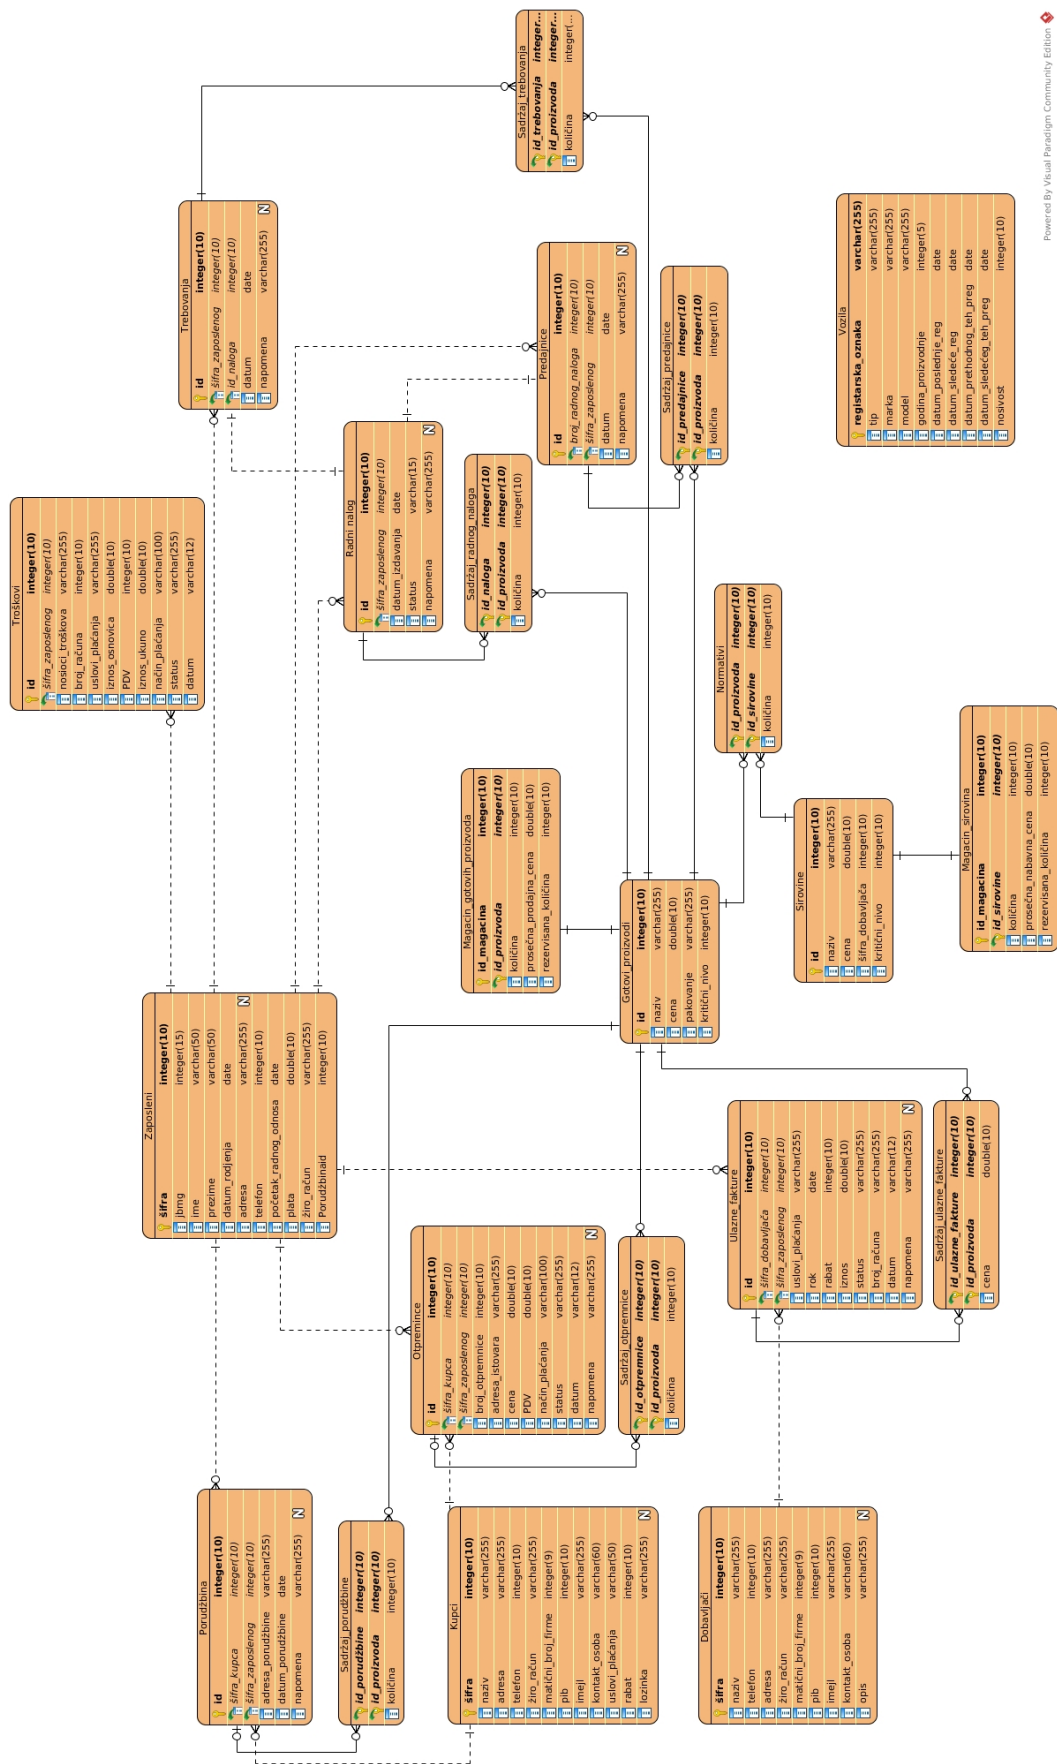 Porudžbina
id integer(10)
šifra_kupca integer(10)
šifra_zaposlenog integer(10)
adresa_porudžbine varchar(255)
datum_porudžbine date
napomena varchar(255)
Sadržaj_porudžbine
id_porudžbine integer(10)
id_proizvoda integer(10)
količina integer(10)
Kupci
šifra integer(10)
naziv varchar(255)
adresa varchar(255)
telefon integer(10)
žiro_račun varchar(255)
matični_broj_firme integer(9)
pib integer(10)
imejl varchar(255)
kontakt_osoba varchar(60)
uslovi_plaćanja varchar(50)
rabat integer(10)
lozinka varchar(255)
Dobavljači
šifra integer(10)
naziv varchar(255)
telefon integer(10)
adresa varchar(255)
žiro_račun varchar(255)
matični_broj_firme integer(9)
pib integer(10)
imejl varchar(255)
kontakt_osoba varchar(60)
opis varchar(255)
Zaposleni
šifra integer(10)
jbmg integer(15)
ime varchar(50)
prezime varchar(50)
datum_rodjenja date
adresa varchar(255)
telefon integer(10)
početak_radnog_odnosa date
plata double(10)
žiro_račun varchar(255)
Porudžbinaid integer(10)
Otpremince
id integer(10)
šifra_kupca integer(10)
šifra_zaposlenog integer(10)
broj_otpremnice integer(10)
adresa_istovara varchar(255)
cena double(10)
PDV double(10)
način_plaćanja varchar(100)
status varchar(255)
datum varchar(12)
napomena varchar(255)
Sadržaj_otpremnice
id_otpremnice integer(10)
id_proizvoda integer(10)
količina integer(10)
Ulazne_fakture
id integer(10)
šifra_dobavljača integer(10)
šifra_zaposlenog integer(10)
uslovi_plaćanja varchar(255)
rok date
rabat integer(10)
iznos double(10)
status varchar(255)
broj_računa varchar(255)
datum varchar(12)
napomena varchar(255)
Sadržaj_ulazne_fakture
id_ulazne_fakture integer(10)
id_proizvoda integer(10)
cena double(10)
Magacin_gotovih_proizvoda
id_magacina integer(10)
id_proizvoda integer(10)
količina integer(10)
prosečna_prodajna_cena double(10)
rezervisana_količina integer(10)
Gotovi_proizvodi
id integer(10)
naziv varchar(255)
cena double(10)
pakovanje varchar(255)
kritični_nivo integer(10)
Sirovine
id integer(10)
naziv varchar(255)
cena double(10)
šifra_dobavljača integer(10)
kritični_nivo integer(10)
Magacin_sirovina
id_magacina integer(10)
id_sirovine integer(10)
količina integer(10)
prosečna_nabavna_cena double(10)
rezervisana_količina integer(10)
Normativi
id_proizvoda integer(10)
id_sirovine integer(10)
količina integer(10)
Troškovi
id integer(10)
šifra_zaposlenog integer(10)
nosioci_troškova varchar(255)
broj_računa integer(10)
uslovi_plaćanja varchar(255)
iznos_osnovica double(10)
PDV integer(10)
iznos_ukuno double(10)
način_plaćanja varchar(100)
status varchar(255)
datum varchar(12)
Radni nalog
id integer(10)
šifra_zaposlenog integer(10)
datum_izdavanja date
status varchar(15)
napomena varchar(255)
Sadržaj_radnog_naloga
id_naloga integer(10)
id_proizvoda integer(10)
količina integer(10)
Trebovanja
id integer(10)
šifra_zaposlenog integer(10)
id_naloga integer(10)
datum date
napomena varchar(255)
Predajnice
id integer(10)
broj_radnog_naloga integer(10)
šifra_zaposlenog integer(10)
datum date
napomena varchar(255)
Sadržaj_predajnice
id_predajnice integer(10)
id_proizvoda integer(10)
količina integer(10)
Sadržaj_trebovanja
id_trebovanja integer...
id_proizvoda integer...
količina integer(...
Vozila
registarska_oznaka varchar(255)
tip varchar(255)
marka varchar(255)
model varchar(255)
godina_proizvodnje integer(5)
datum_poslednje_reg date
datum_sledeće_reg date
datum_prethodnog_teh_preg date
datum_sledećeg_teh_preg date
nosivost integer(10)
Powered By Visual Paradigm Community Edition